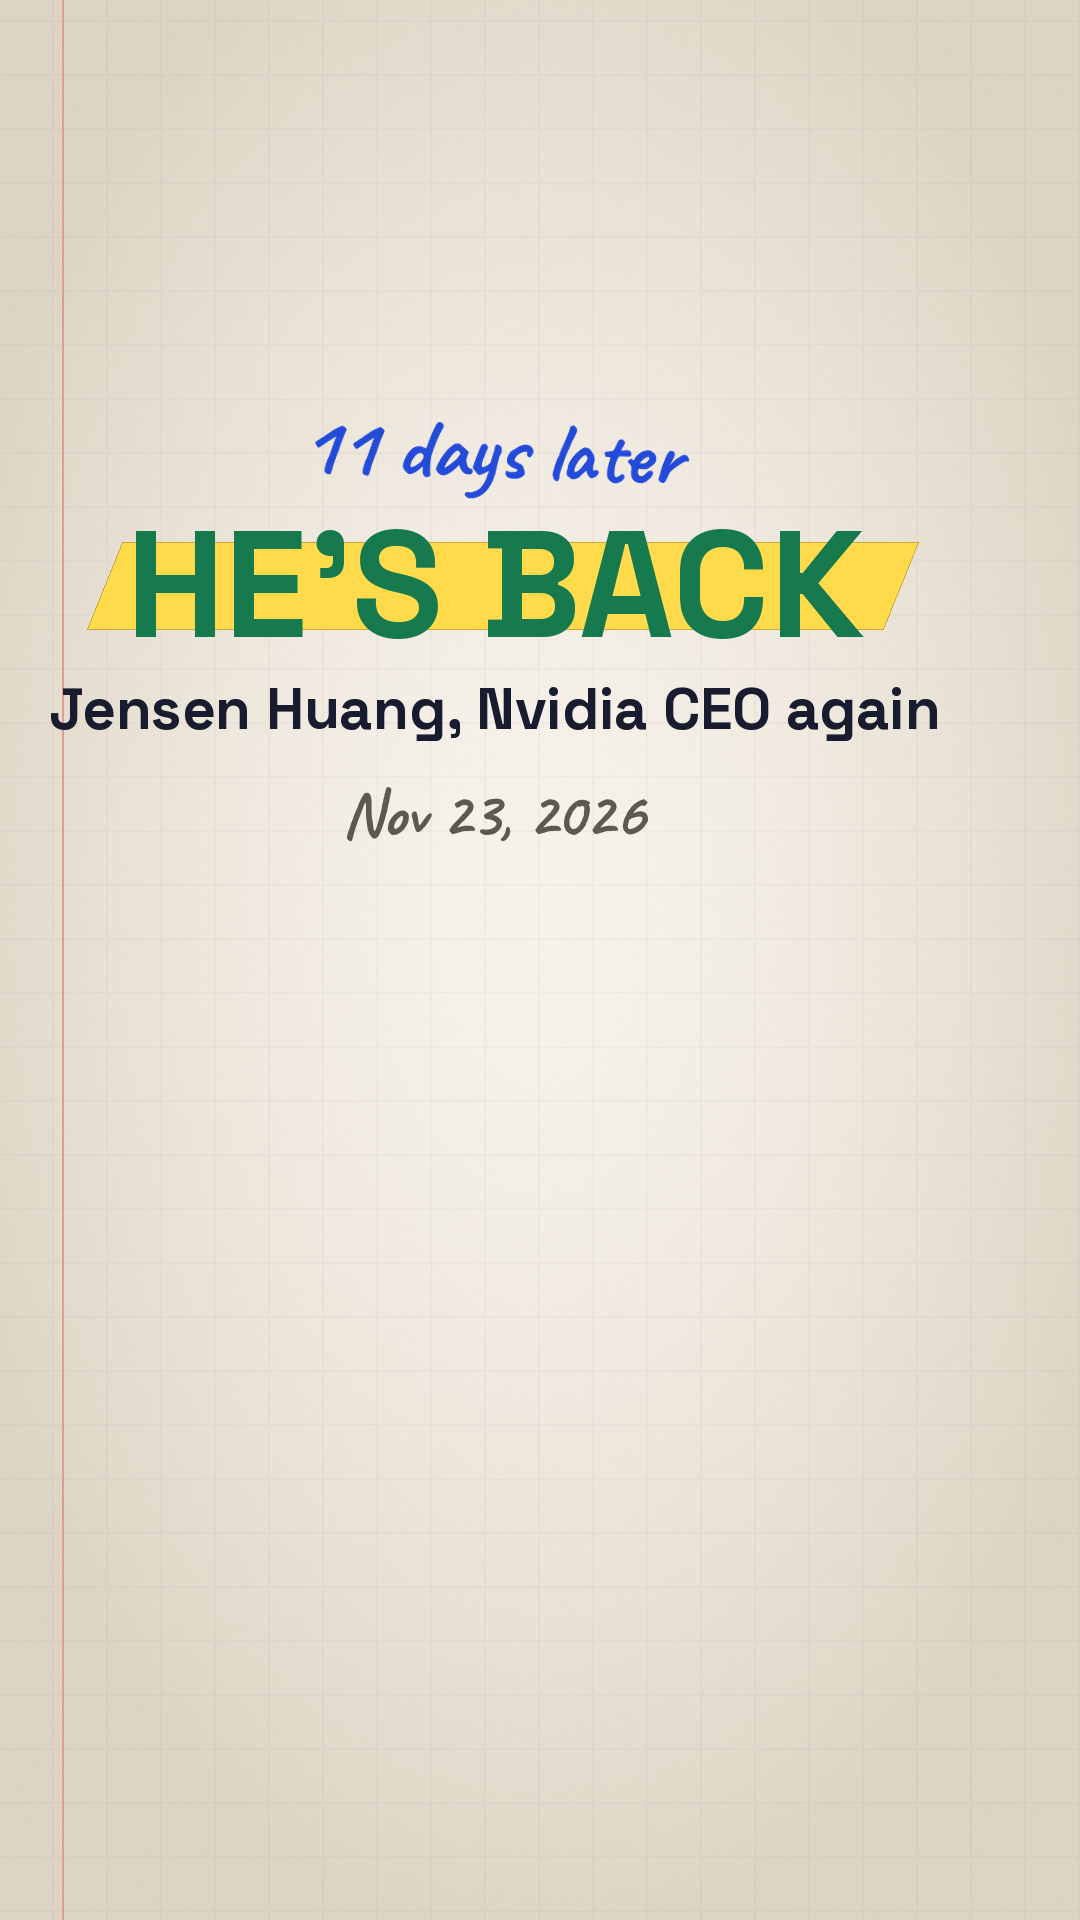 11 days later
HE’S BACK
Jensen Huang, Nvidia CEO again
Nov 23, 2026